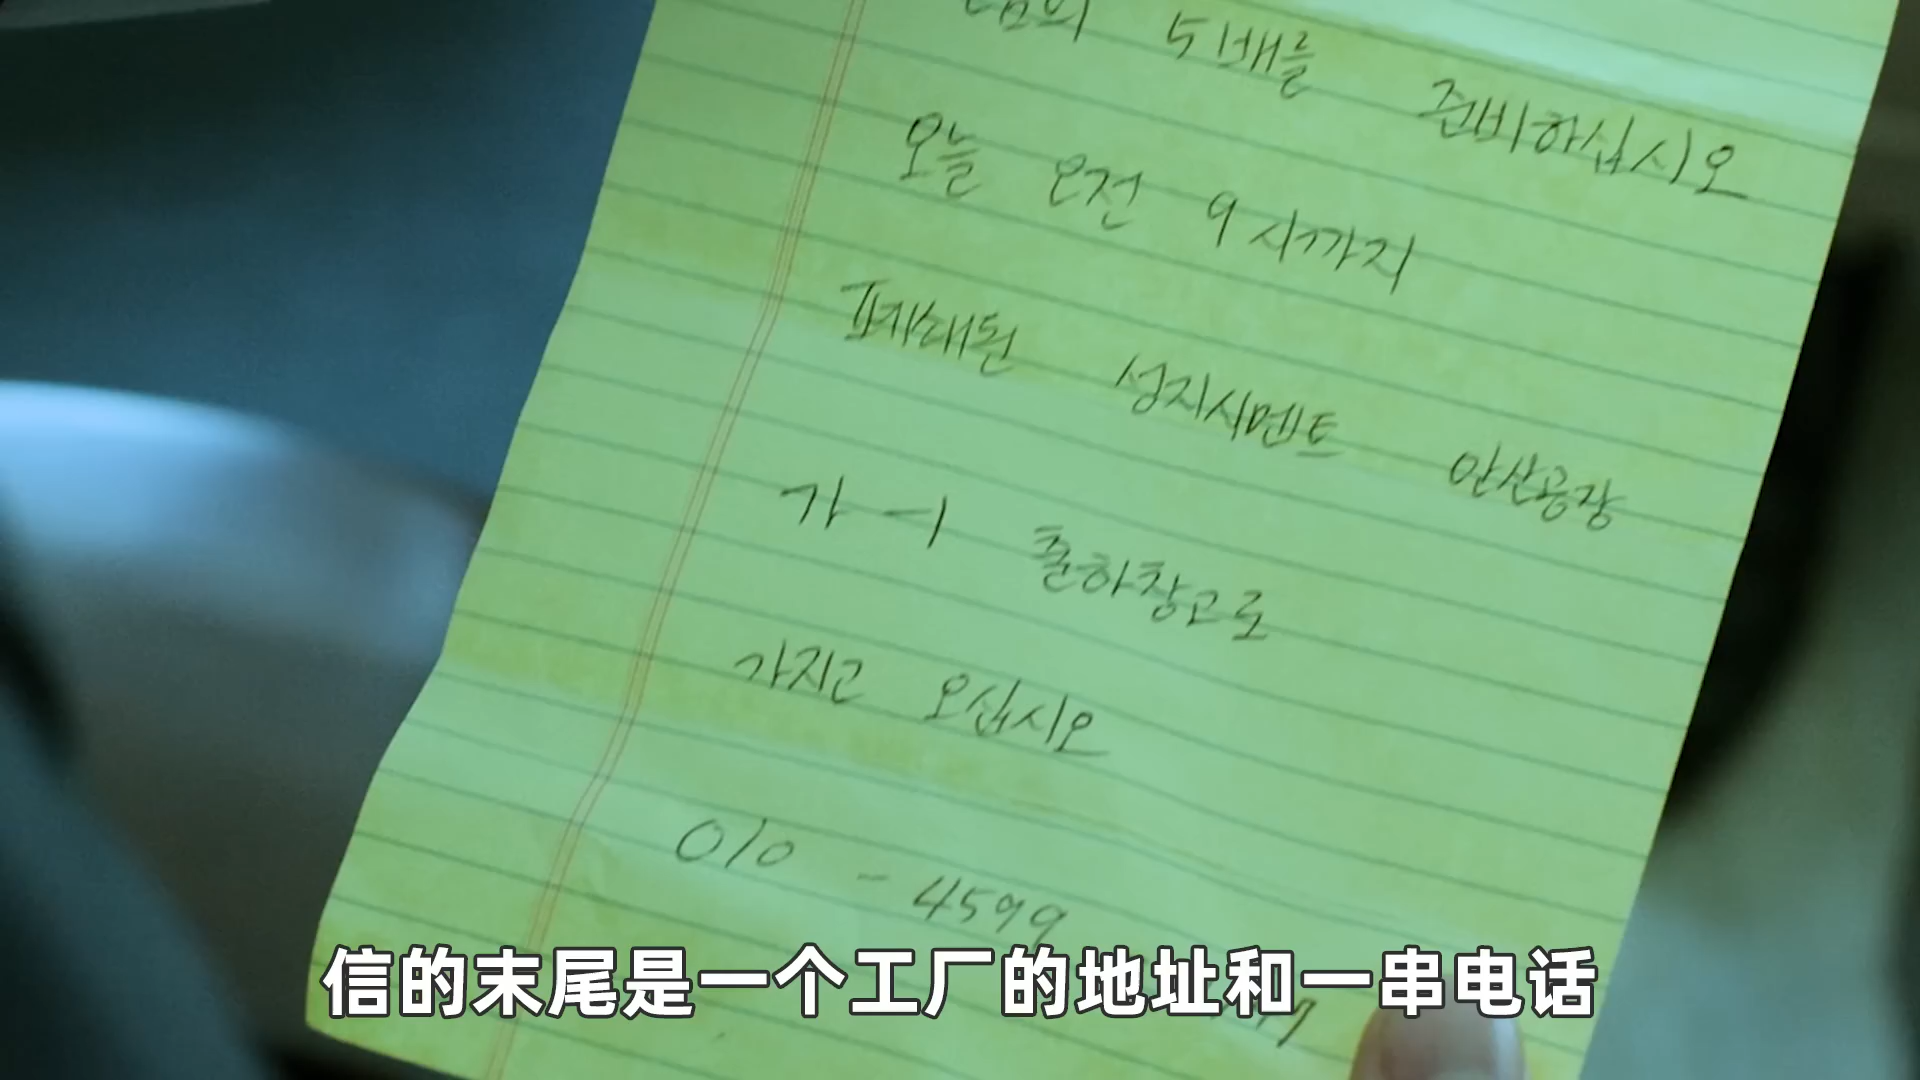 5배를 준비하십시오
오늘 오전 9시까지
폐쇄된 성지시멘트 안산공장
가-1 출하창고로
가지고 오십시오
010 - 4599
信的末尾是一个工厂的地址和一串电话